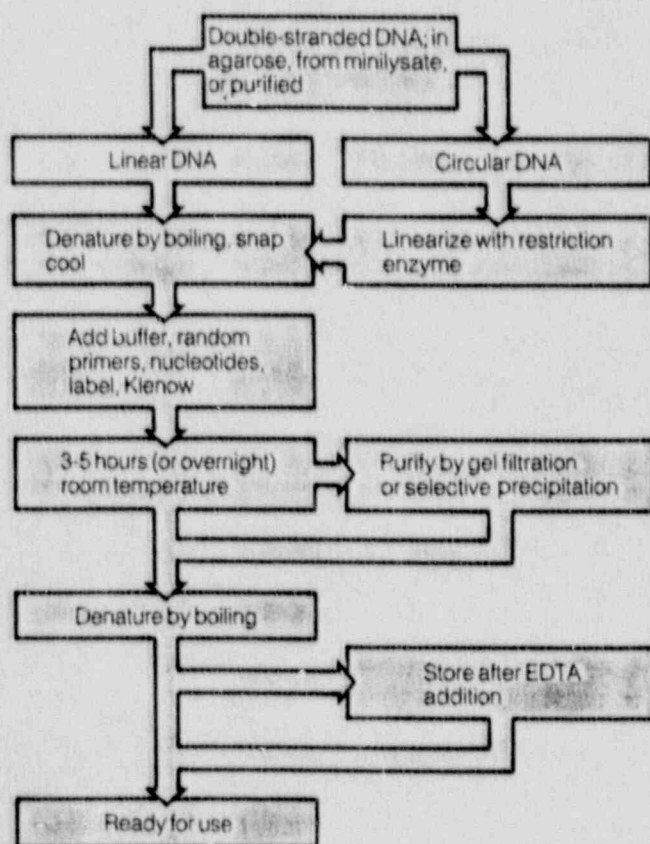 Double-stranded DNA; in
agarose, from minilysate,
or purified
Linear DNA
Circular DNA
Denature by boiling, snap
cool
Linearize with restriction
enzyme
Add buffer, random
primers, nucleotides,
label, Klenow
3-5 hours (or overnight)
room temperature
Purify by gel filtration
or selective precipitation
Denature by boiling
Store after EDTA
addition
Ready for use